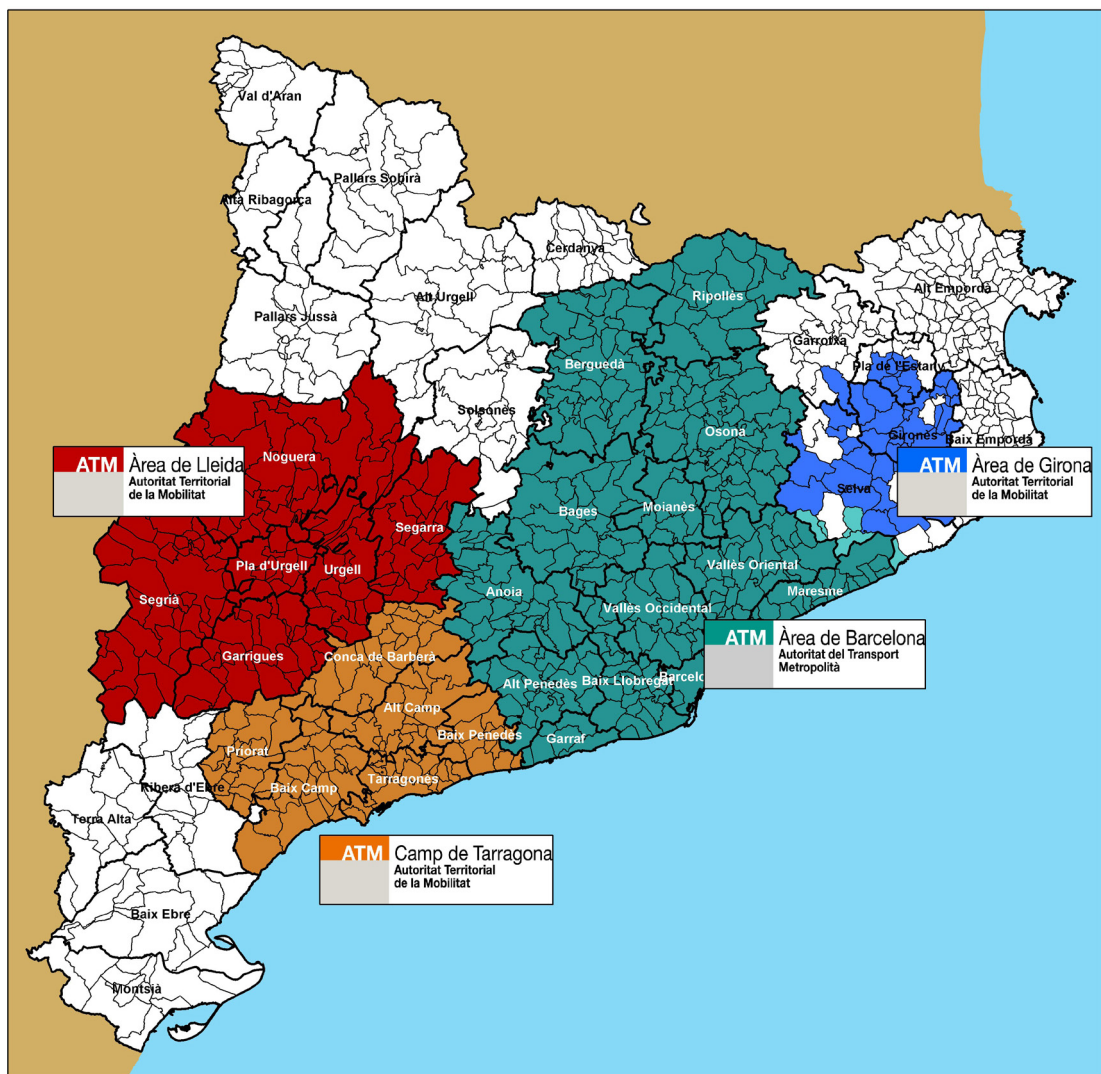 Val d'Aran
Pallars Sobirà
Alta Ribagorça
Cerdanya
Alt Urgell
Ripollès
Alt Empordà
Pallars Jussà
Garrotxa
Berguedà
Pla de l'Estany
Solsonès
Osona
Gironès
Baix Empordà
Noguera
ATM Àrea de Lleida
Autoritat Territorial
de la Mobilitat
ATM Àrea de Girona
Autoritat Territorial
de la Mobilitat
Selva
Bages
Moianès
Segarra
Pla d'Urgell
Urgell
Vallès Oriental
Anoia
Maresme
Segrià
Vallès Occidental
ATM Àrea de Barcelona
Autoritat del Transport
Metropolità
Garrigues
Conca de Barberà
Alt Penedès
Baix Llobregat
Barcelo
Alt Camp
Baix Penedès
Garraf
Priorat
Tarragonès
Baix Camp
Ribera d'Ebre
Terra Alta
ATM Camp de Tarragona
Autoritat Territorial
de la Mobilitat
Baix Ebre
Montsià